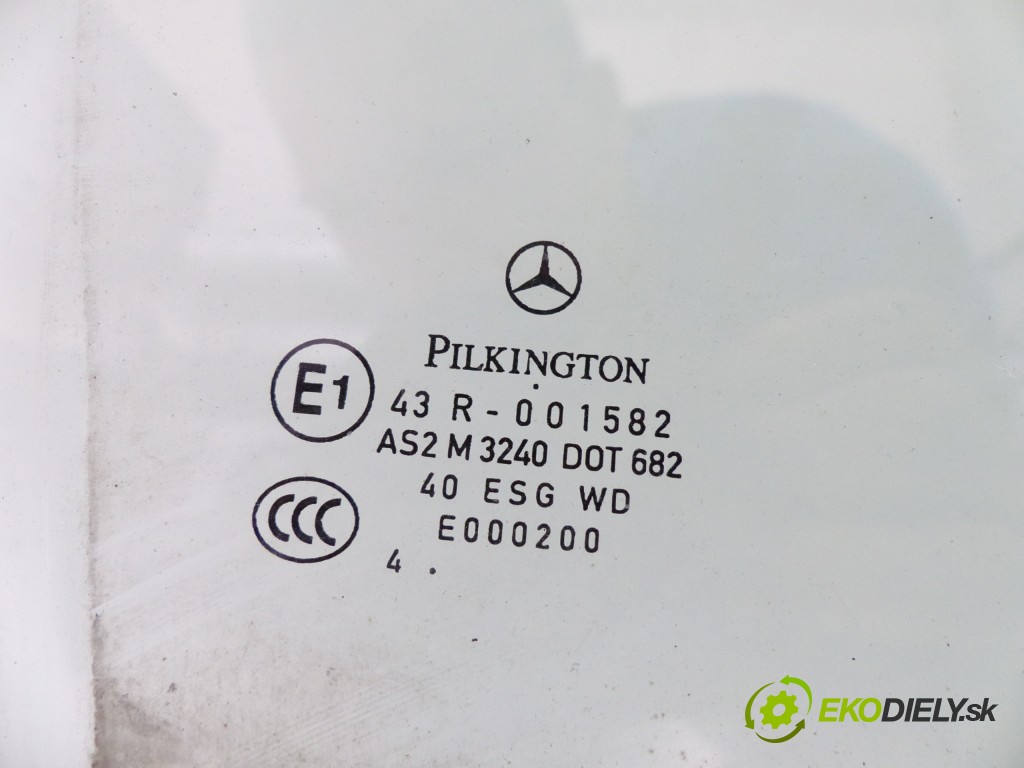 PILKINGTON
E1
43 R - 001582
AS2 M 3240 DOT 682
40 ESG WD
CCC
E000200
4 .
EKODIELY.sk